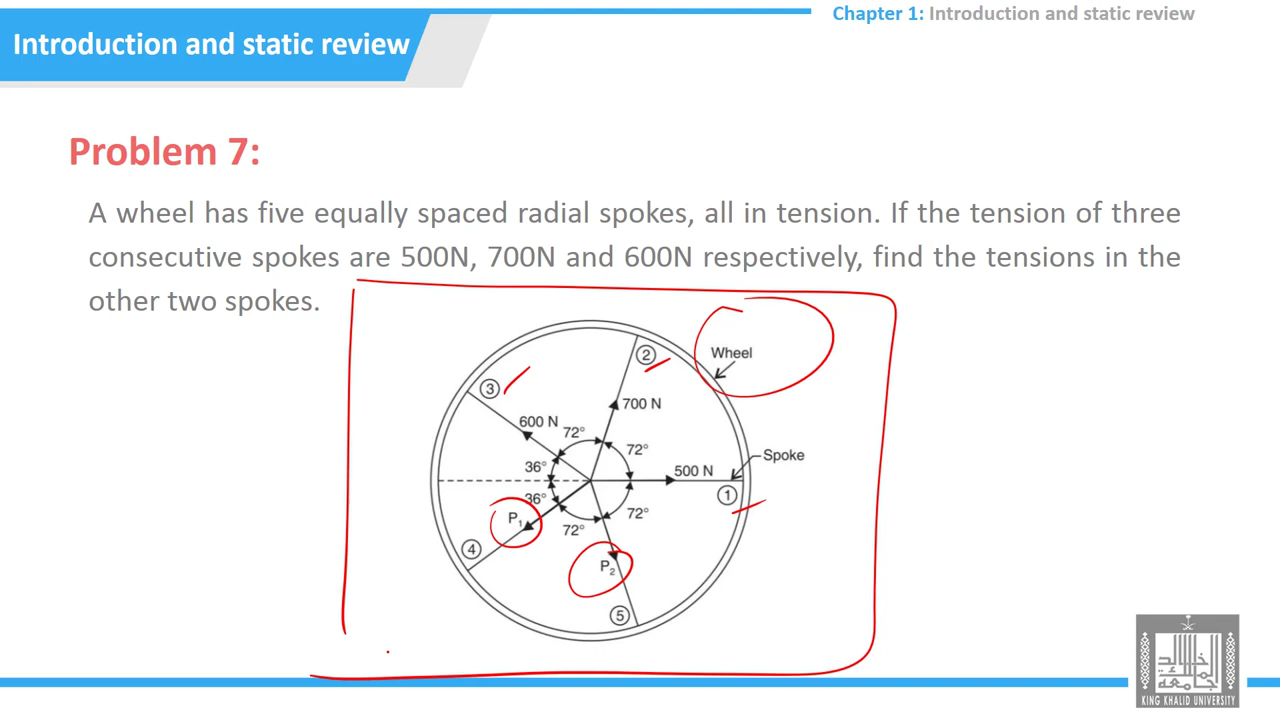 Chapter 1: Introduction and static review
Introduction and static review
Problem 7:
A wheel has five equally spaced radial spokes, all in tension. If the tension of three
consecutive spokes are 500N, 700N and 600N respectively, find the tensions in the
other two spokes.
2
Wheel
3
700 N
600 N
72°
72°
Spoke
36°
500 N
1
36°
P₁
72°
72°
4
P₂
5
جامعة الملك خالد
KING KHALID UNIVERSITY